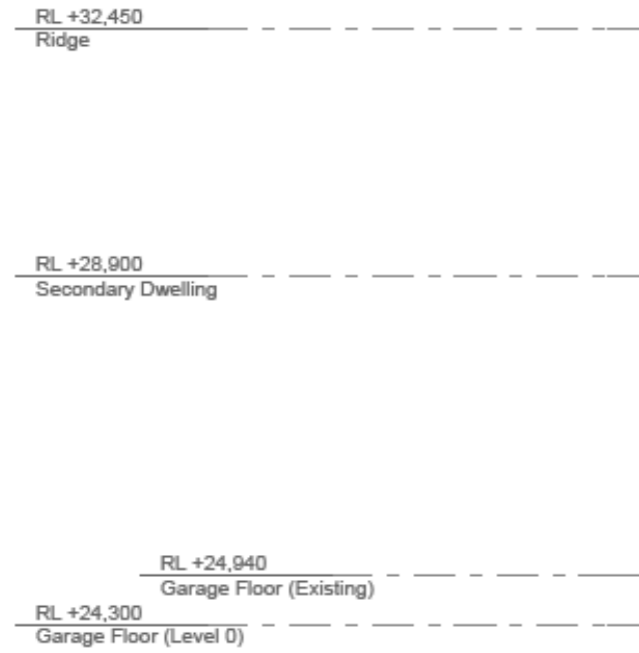 RL +32,450
Ridge
RL +28,900
Secondary Dwelling
RL +24,940
Garage Floor (Existing)
RL +24,300
Garage Floor (Level 0)